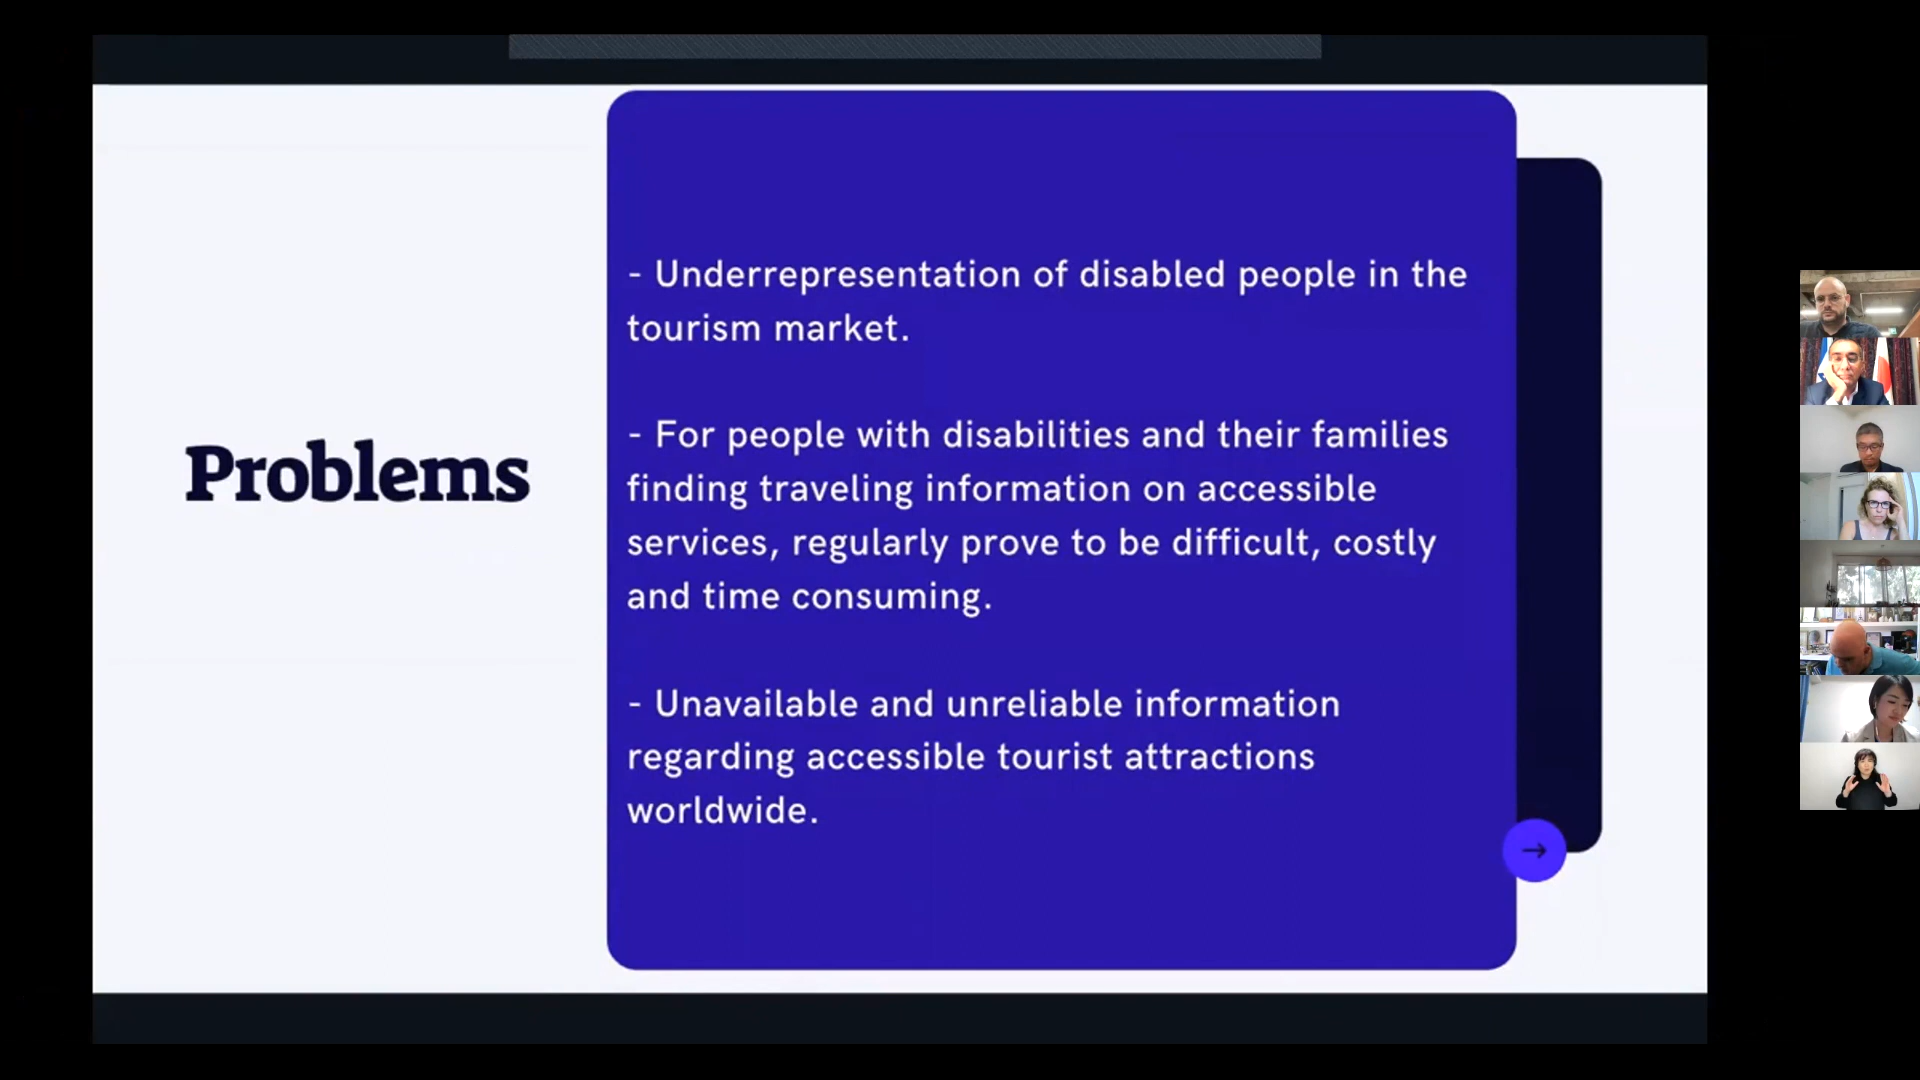 Problems
- Underrepresentation of disabled people in the
tourism market.
- For people with disabilities and their families
finding traveling information on accessible
services, regularly prove to be difficult, costly
and time consuming.
- Unavailable and unreliable information
regarding accessible tourist attractions
worldwide.